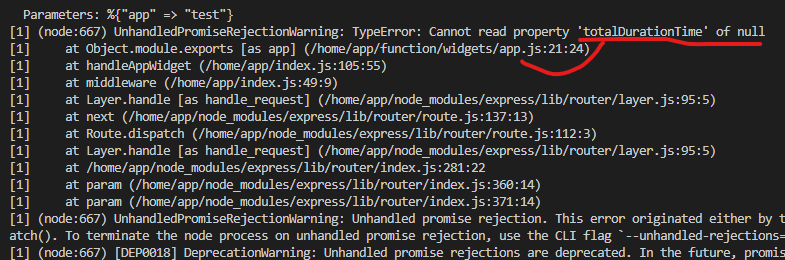 Parameters: %{"app" => "test"}
[1] (node:667) UnhandledPromiseRejectionWarning: TypeError: Cannot read property 'totalDurationTime' of null
[1]     at Object.module.exports [as app] (/home/app/function/widgets/app.js:21:24)
[1]     at handleAppWidget (/home/app/index.js:105:55)
[1]     at middleware (/home/app/index.js:49:9)
[1]     at Layer.handle [as handle_request] (/home/app/node_modules/express/lib/router/layer.js:95:5)
[1]     at next (/home/app/node_modules/express/lib/router/route.js:137:13)
[1]     at Route.dispatch (/home/app/node_modules/express/lib/router/route.js:112:3)
[1]     at Layer.handle [as handle_request] (/home/app/node_modules/express/lib/router/layer.js:95:5)
[1]     at /home/app/node_modules/express/lib/router/index.js:281:22
[1]     at param (/home/app/node_modules/express/lib/router/index.js:360:14)
[1]     at param (/home/app/node_modules/express/lib/router/index.js:371:14)
[1] (node:667) UnhandledPromiseRejectionWarning: Unhandled promise rejection. This error originated either by t
atch(). To terminate the node process on unhandled promise rejection, use the CLI flag `--unhandled-rejections=
[1] (node:667) [DEP0018] DeprecationWarning: Unhandled promise rejections are deprecated. In the future, promis